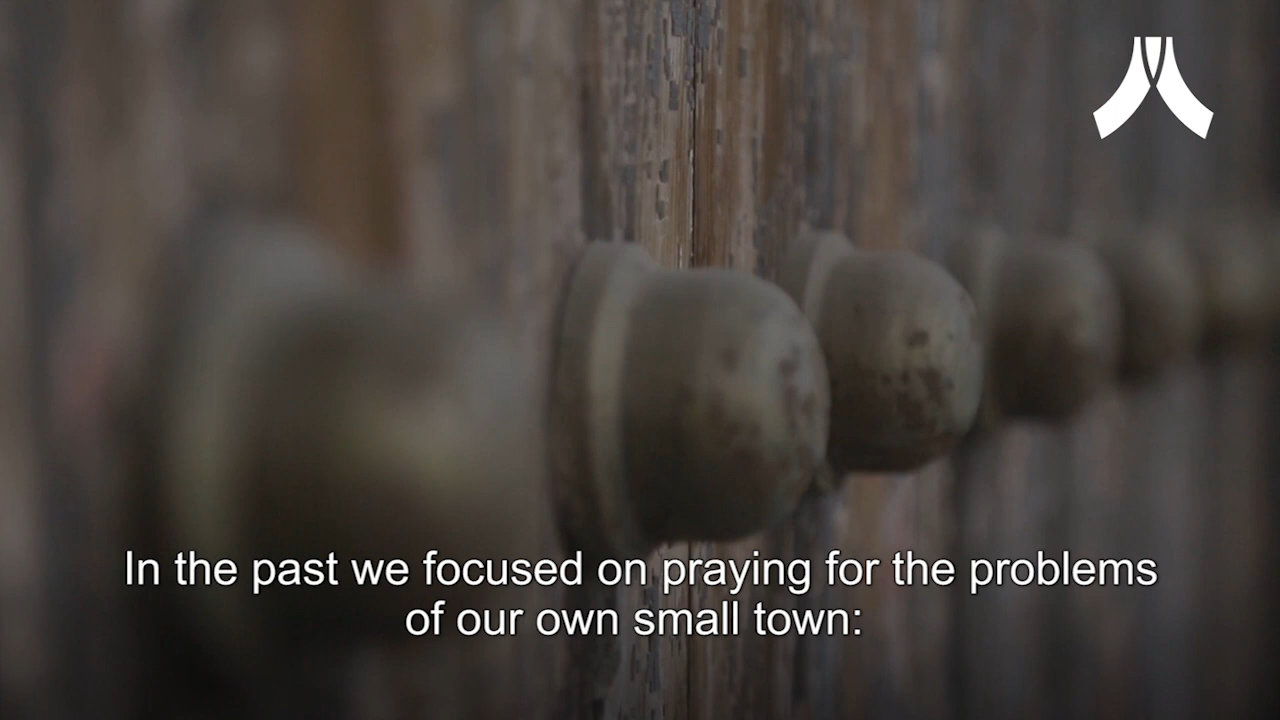 In the past we focused on praying for the problems
of our own small town: